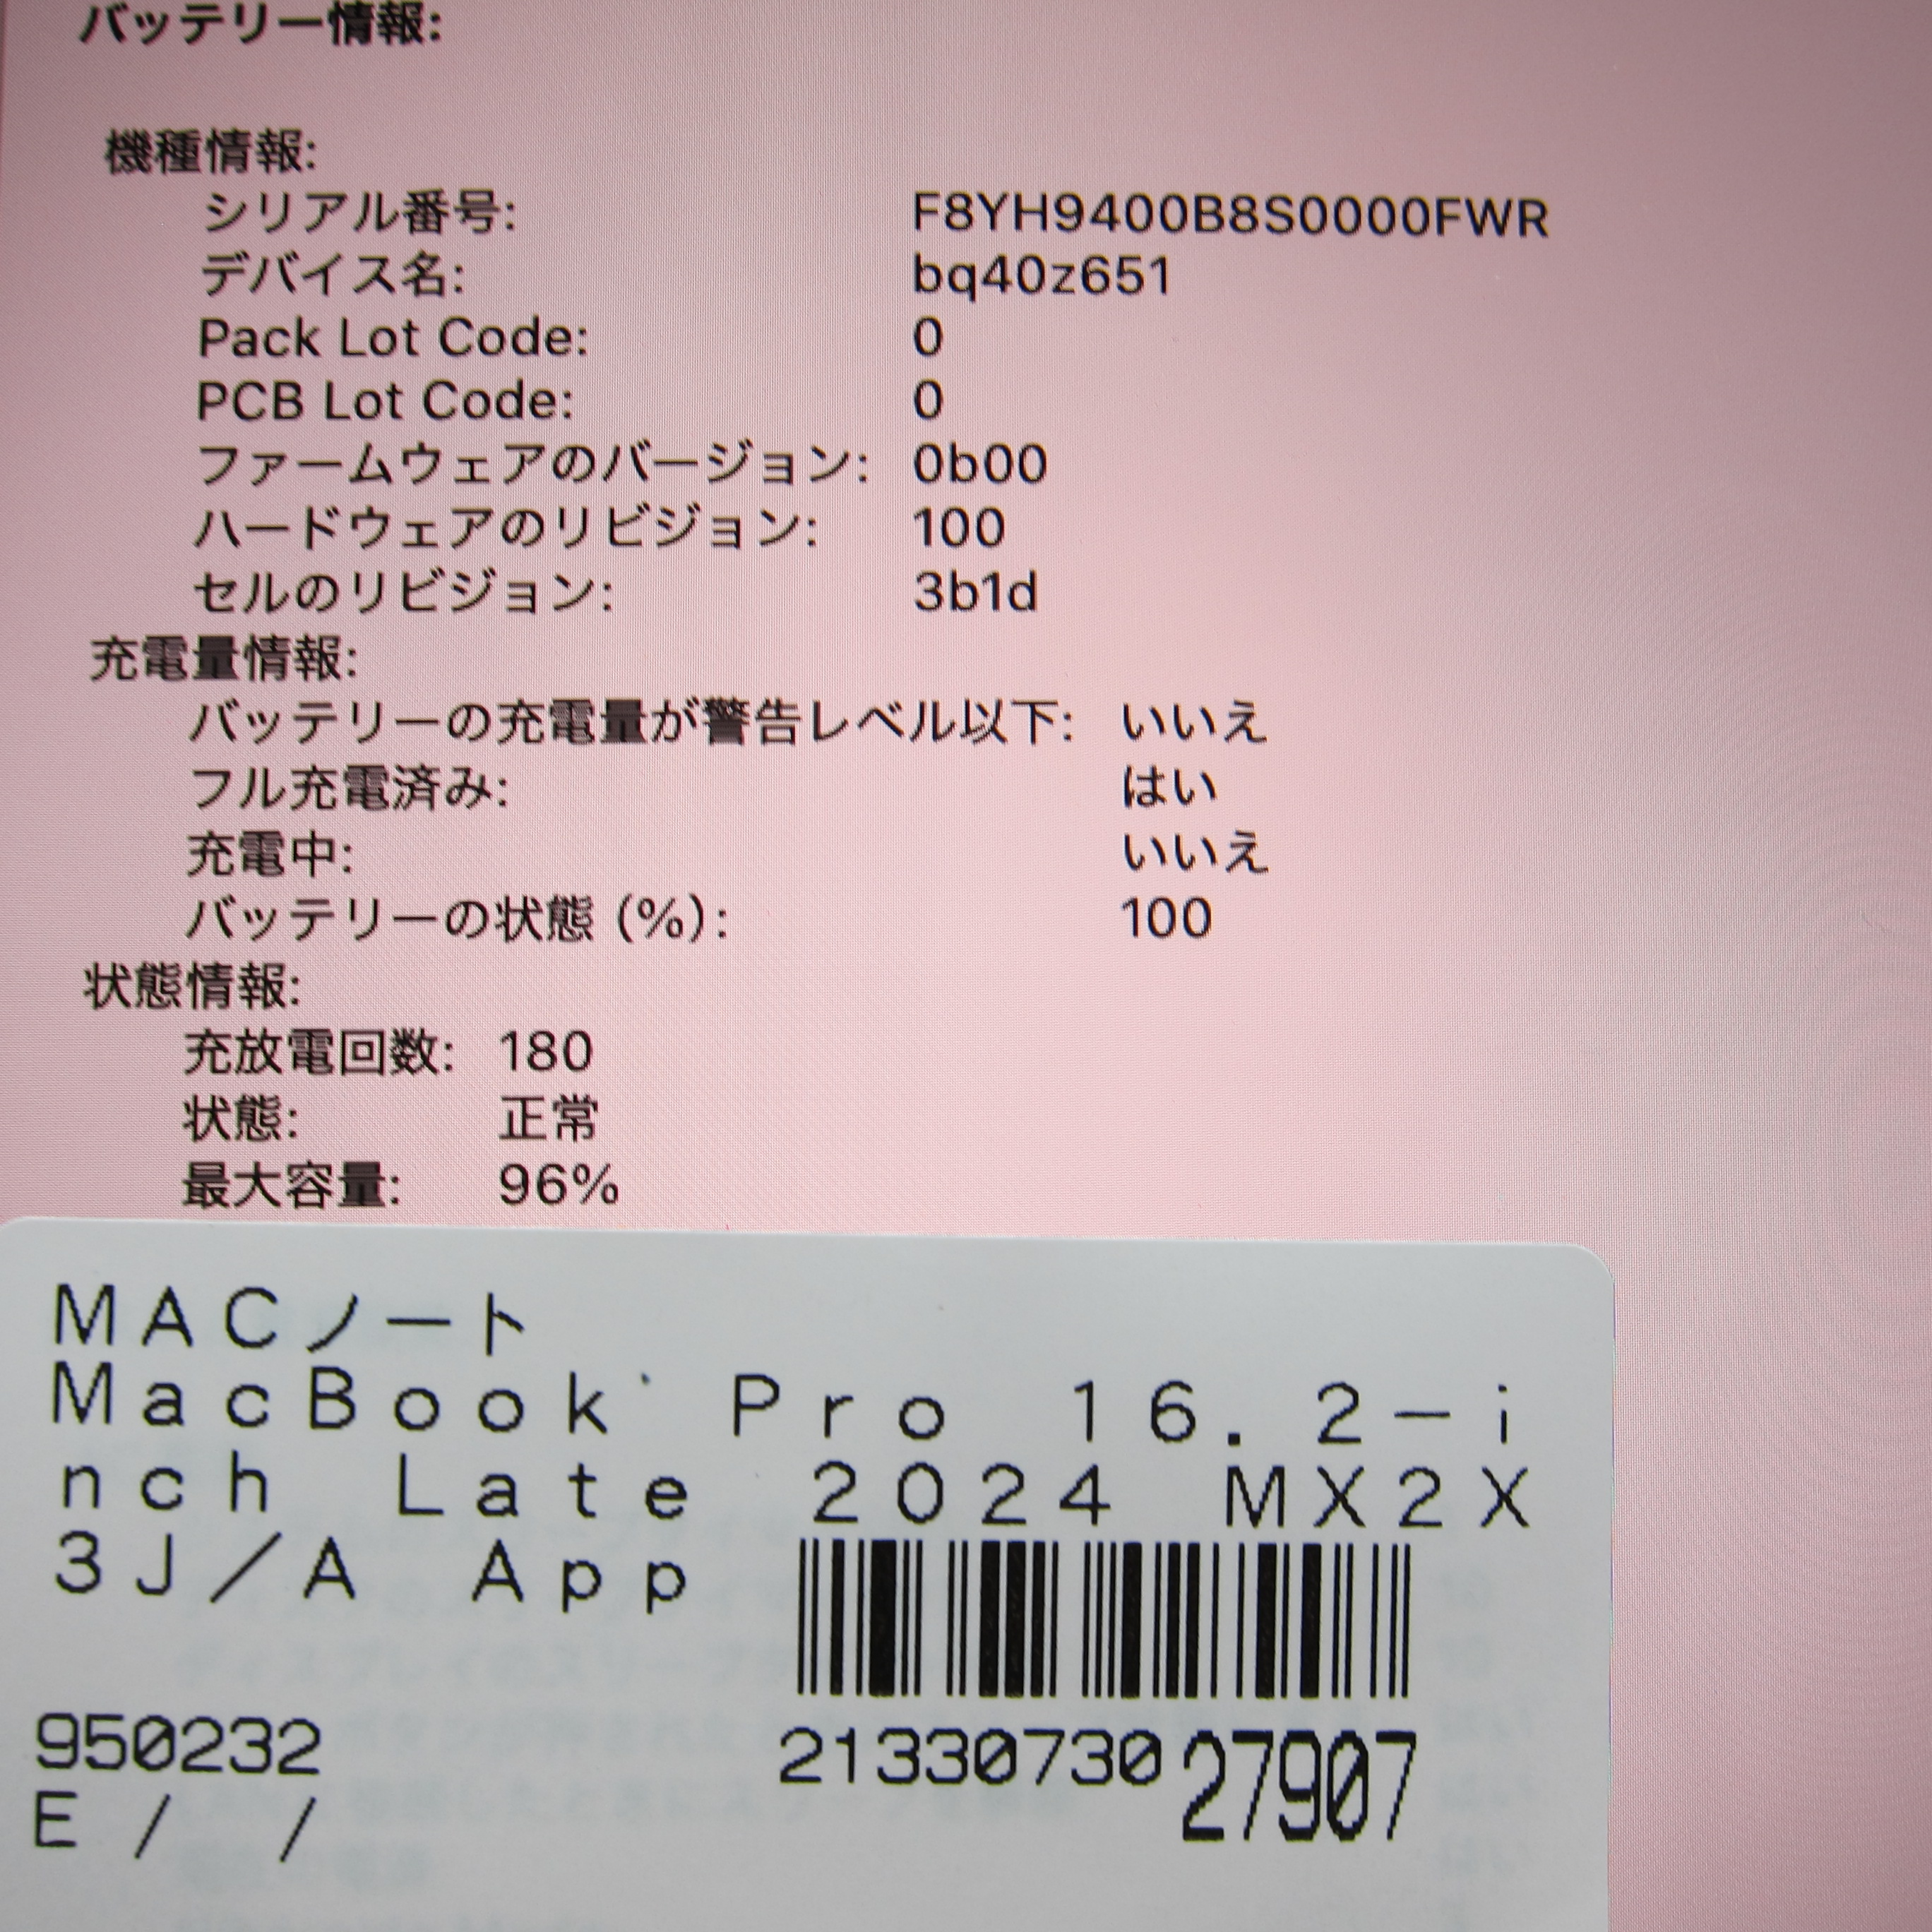 バッテリー情報:
機種情報:
シリアル番号: F8YH9400B8S0000FWR
デバイス名: bq40z651
Pack Lot Code: 0
PCB Lot Code: 0
ファームウェアのバージョン: 0b00
ハードウェアのリビジョン: 100
セルのリビジョン: 3b1d
充電量情報:
バッテリーの充電量が警告レベル以下: いいえ
フル充電済み: はい
充電中: いいえ
バッテリーの状態 (%): 100
状態情報:
充放電回数: 180
状態: 正常
最大容量: 96%
MACノート
MacBook Pro 16.2-i
nch Late 2024 MX2X
3J/A App
950232 2133073027907
E / /